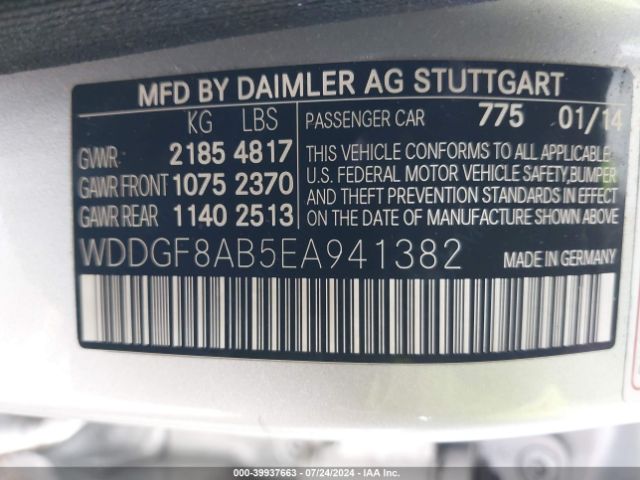 MFD BY DAIMLER AG STUTTGART
KG LBS
PASSENGER CAR 775 01/14
GVWR 2185 4817
GAWR FRONT 1075 2370
GAWR REAR 1140 2513
THIS VEHICLE CONFORMS TO ALL APPLICABLE
U.S. FEDERAL MOTOR VEHICLE SAFETY, BUMPER
AND THEFT PREVENTION STANDARDS IN EFFECT
ON THE DATE OF MANUFACTURE SHOWN ABOVE
WDDGF8AB5EA941382 MADE IN GERMANY
000-39937663 - 07/24/2024 - IAA, Inc.